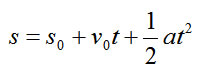 s = s₀ + v₀t + ½at²